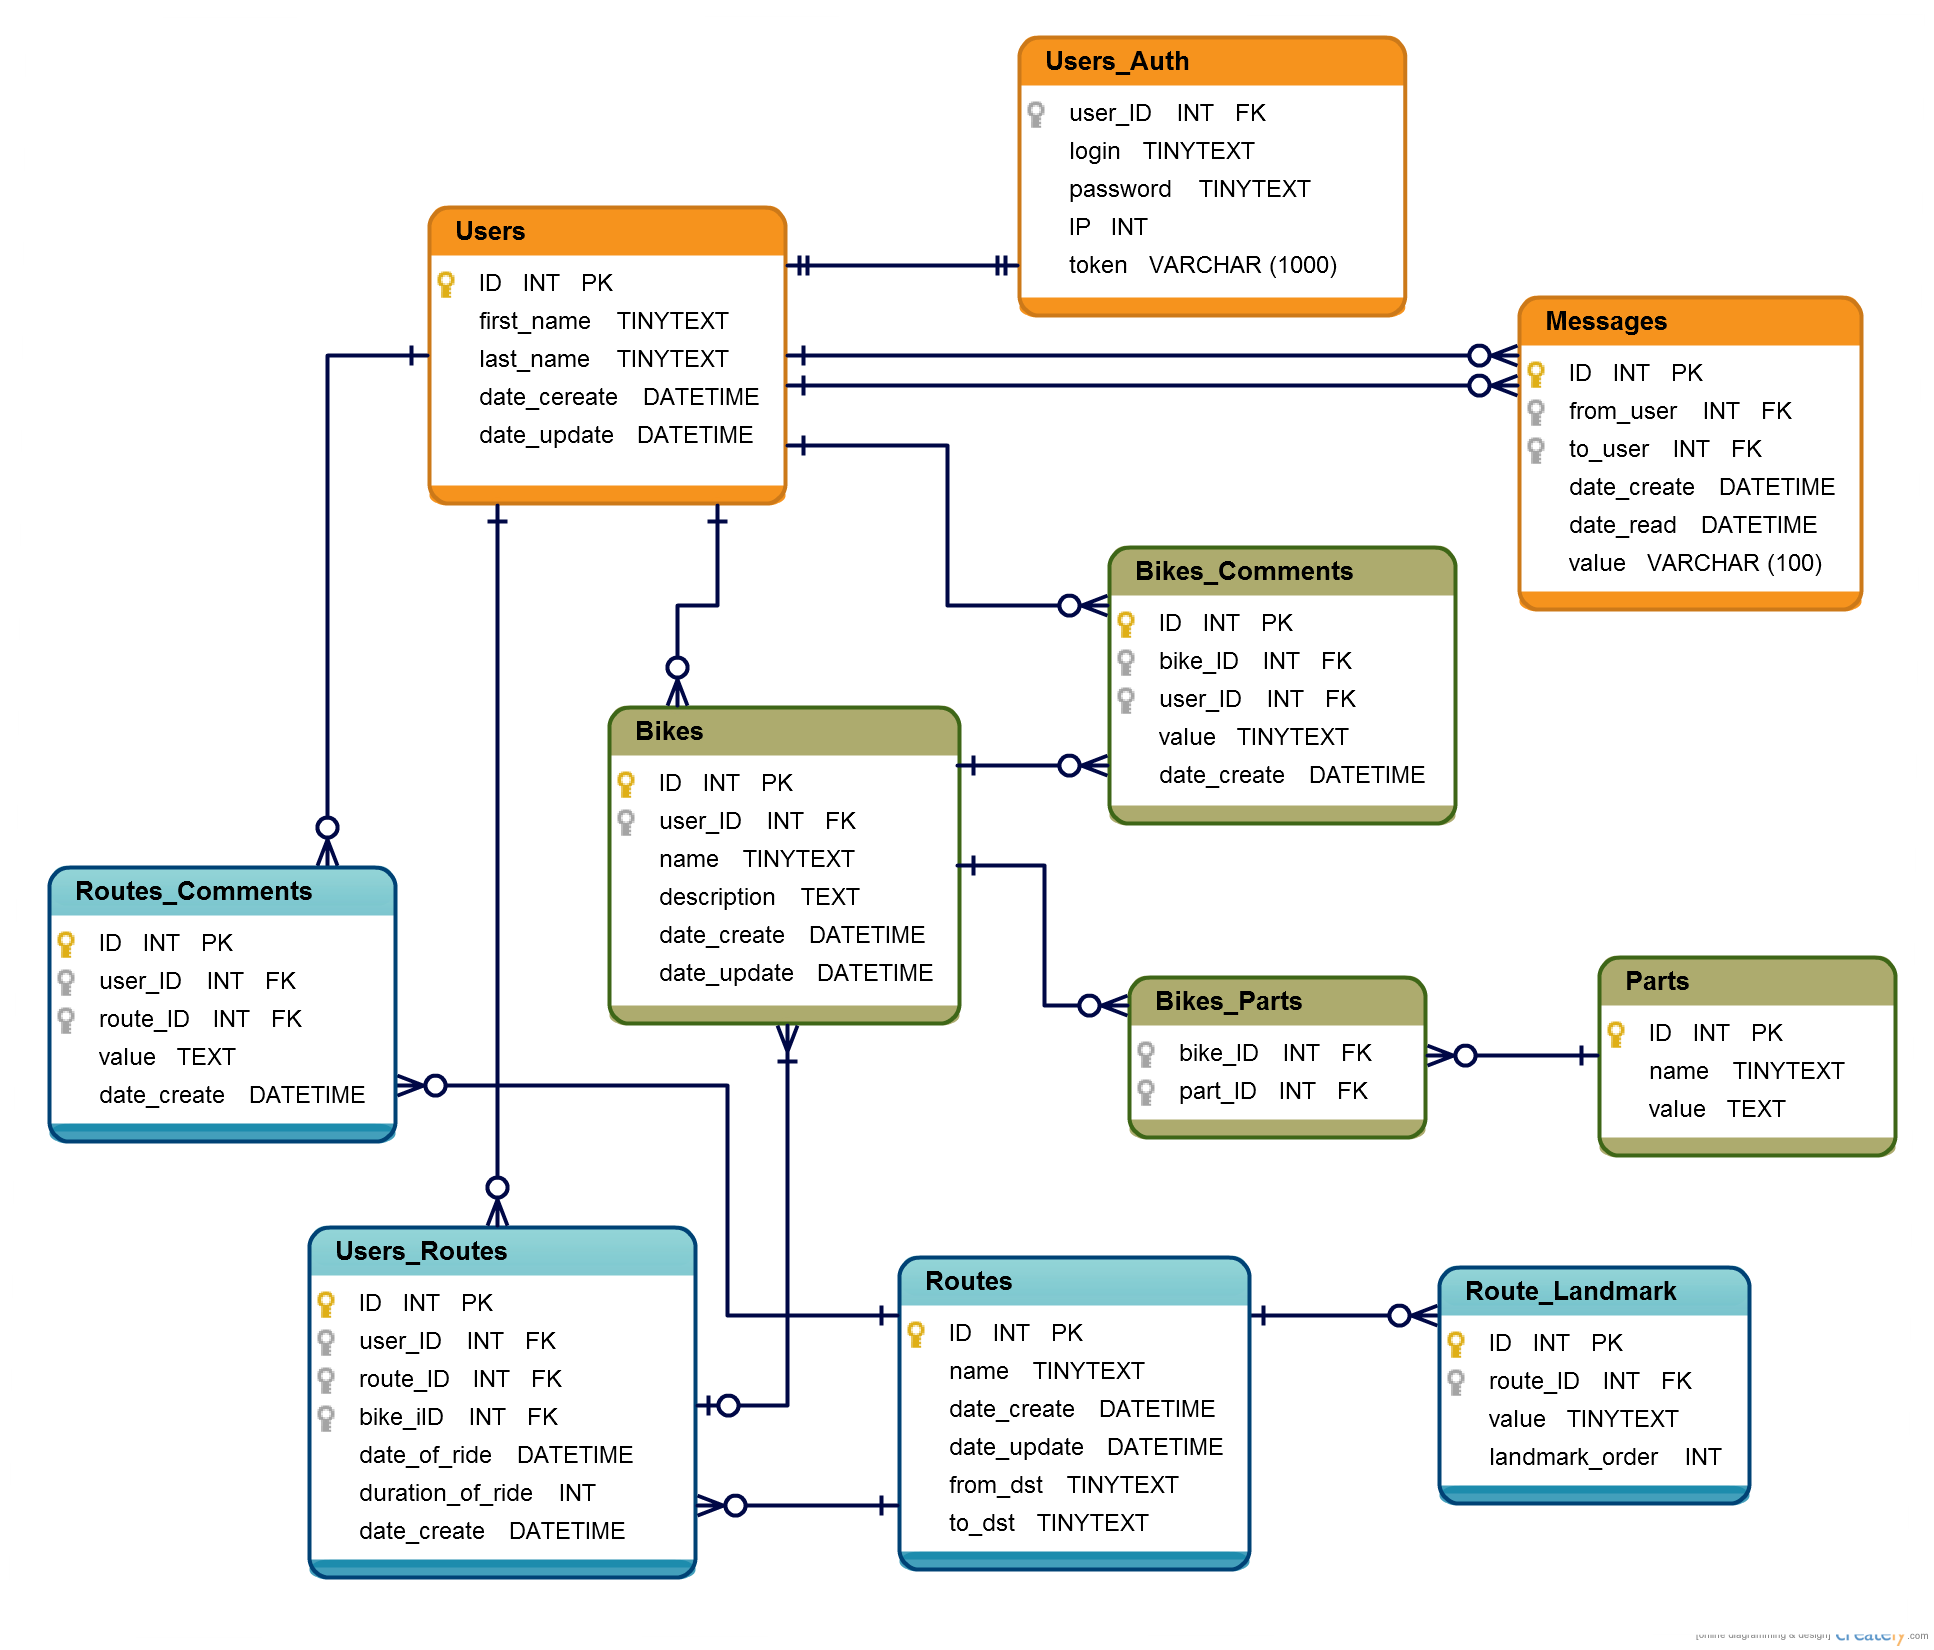 Users_Auth
user_ID INT FK
login TINYTEXT
password TINYTEXT
IP INT
token VARCHAR (1000)
Users
ID INT PK
first_name TINYTEXT
last_name TINYTEXT
date_cereate DATETIME
date_update DATETIME
Messages
ID INT PK
from_user INT FK
to_user INT FK
date_create DATETIME
date_read DATETIME
value VARCHAR (100)
Bikes_Comments
ID INT PK
bike_ID INT FK
user_ID INT FK
value TINYTEXT
date_create DATETIME
Bikes
ID INT PK
user_ID INT FK
name TINYTEXT
description TEXT
date_create DATETIME
date_update DATETIME
Routes_Comments
ID INT PK
user_ID INT FK
route_ID INT FK
value TEXT
date_create DATETIME
Bikes_Parts
bike_ID INT FK
part_ID INT FK
Parts
ID INT PK
name TINYTEXT
value TEXT
Users_Routes
ID INT PK
user_ID INT FK
route_ID INT FK
bike_iID INT FK
date_of_ride DATETIME
duration_of_ride INT
date_create DATETIME
Routes
ID INT PK
name TINYTEXT
date_create DATETIME
date_update DATETIME
from_dst TINYTEXT
to_dst TINYTEXT
Route_Landmark
ID INT PK
route_ID INT FK
value TINYTEXT
landmark_order INT
[online diagramming & design] creately.com